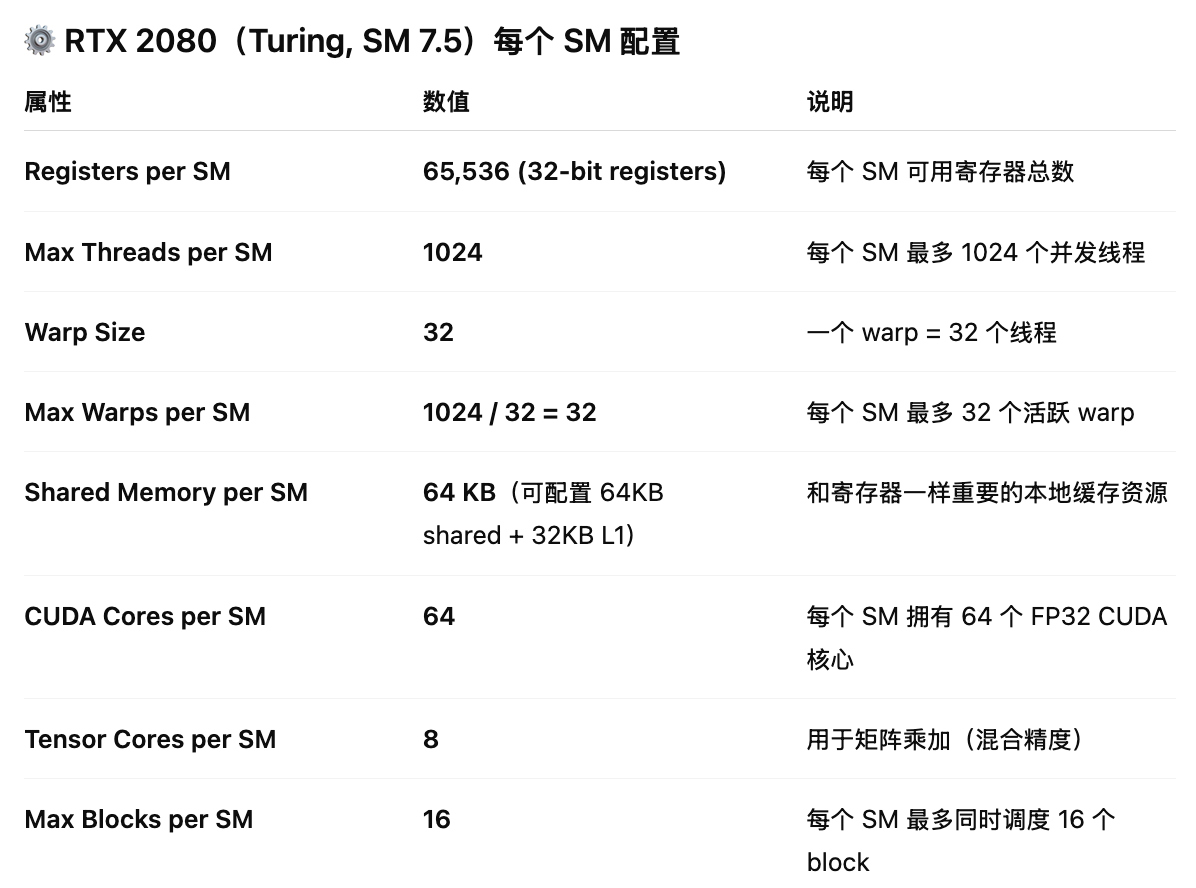 ⚙️ RTX 2080（Turing, SM 7.5）每个 SM 配置
属性 数值 说明
Registers per SM 65,536 (32-bit registers) 每个 SM 可用寄存器总数
Max Threads per SM 1024 每个 SM 最多 1024 个并发线程
Warp Size 32 一个 warp = 32 个线程
Max Warps per SM 1024 / 32 = 32 每个 SM 最多 32 个活跃 warp
Shared Memory per SM 64 KB（可配置 64KB 和寄存器一样重要的本地缓存资源
shared + 32KB L1）
CUDA Cores per SM 64 每个 SM 拥有 64 个 FP32 CUDA
核心
Tensor Cores per SM 8 用于矩阵乘加（混合精度）
Max Blocks per SM 16 每个 SM 最多同时调度 16 个
block